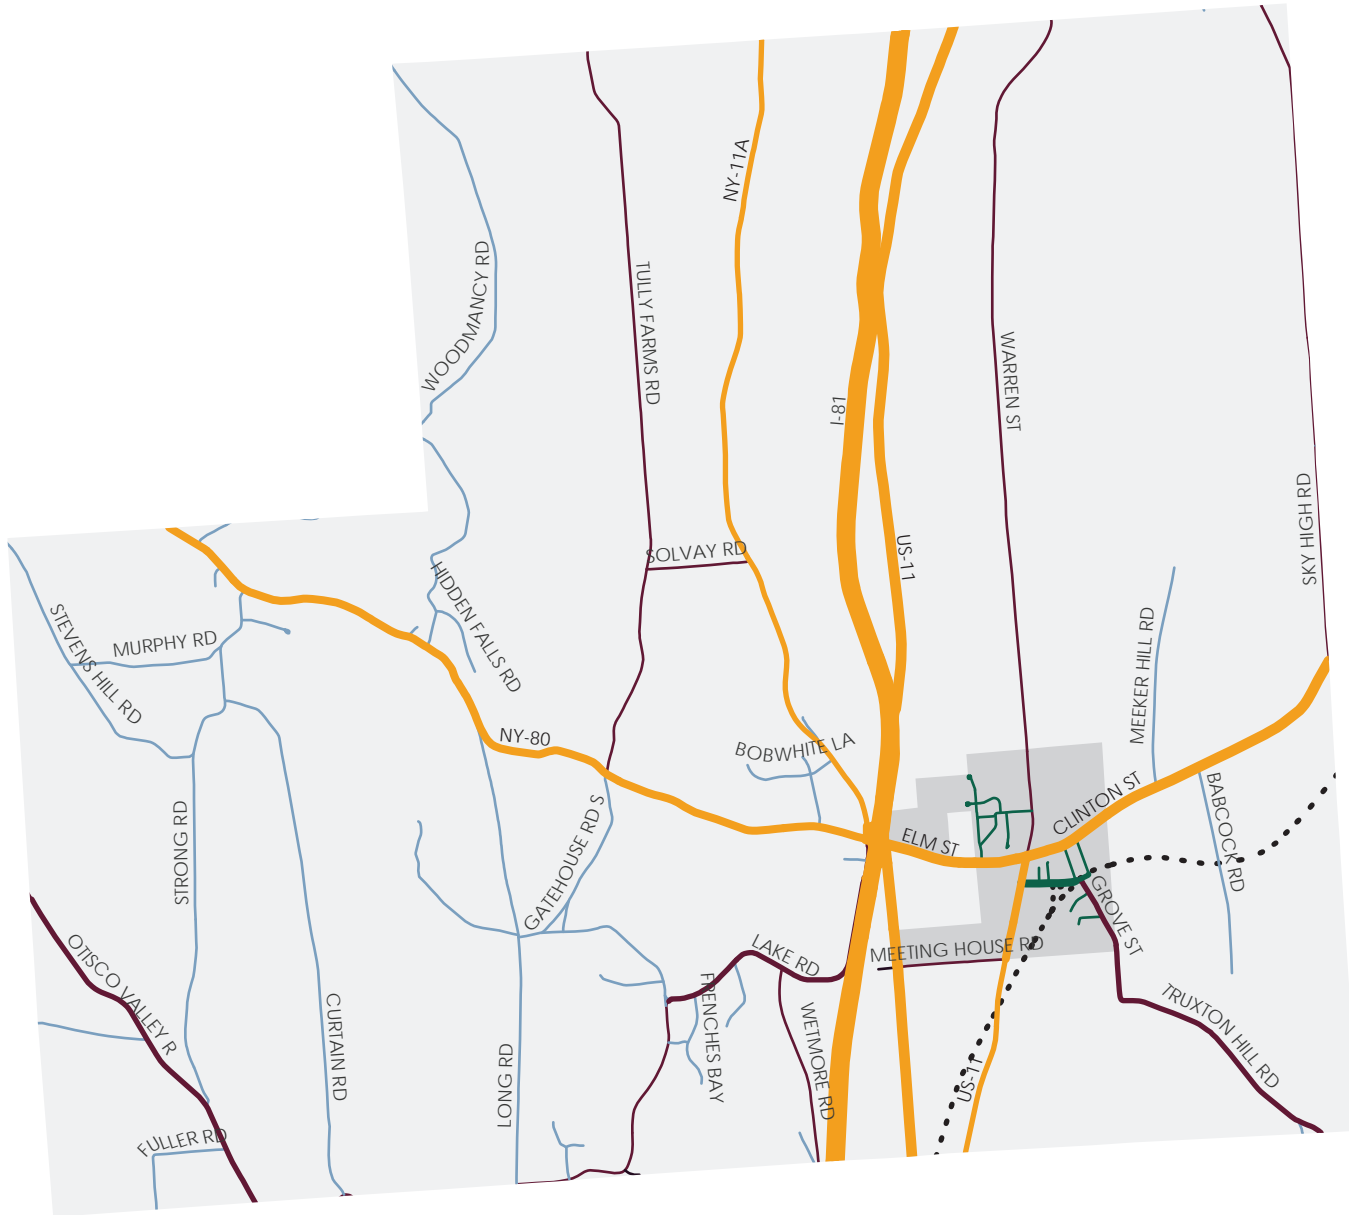 NY-11A
WOODMANCY RD
TULLY FARMS RD
WARREN ST
I-81
SKY HIGH RD
SOLVAY RD
US-11
HIDDEN FALLS RD
STEVENS HILL RD
MURPHY RD
MEEKER HILL RD
NY-80
BOBWHITE LA
CLINTON ST
BABCOCK RD
STRONG RD
GATEHOUSE RD S
ELM ST
GROVE ST
OTISCO VALLEY R
LAKE RD
MEETING HOUSE RD
FRENCHES BAY
CURTAIN RD
LONG RD
WETMORE RD
US-11
TRUXTON HILL RD
FULLER RD